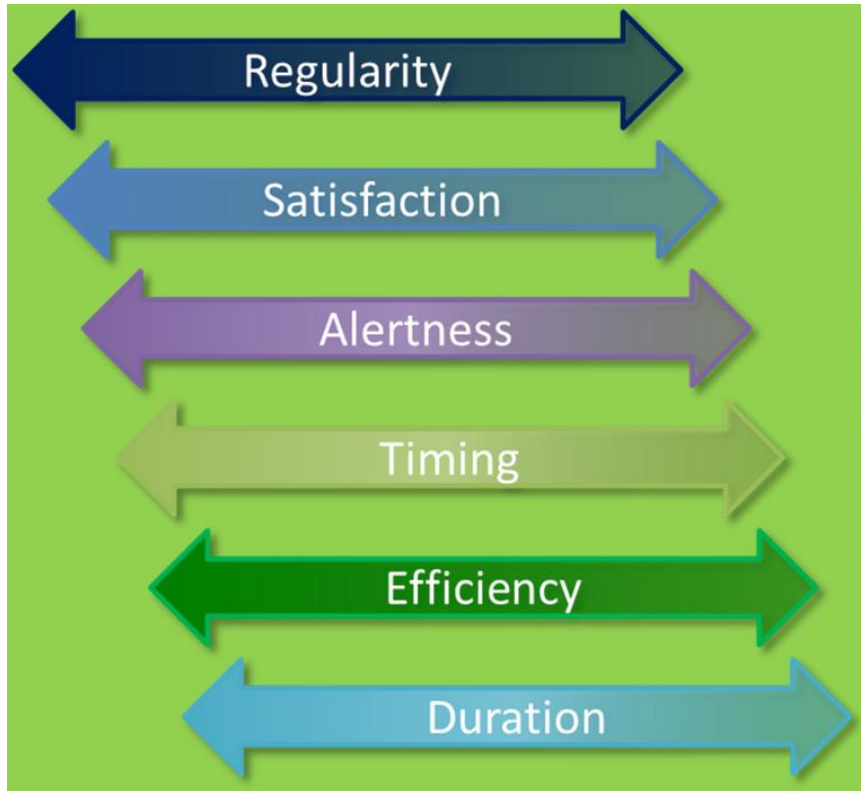 Regularity
Satisfaction
Alertness
Timing
Efficiency
Duration